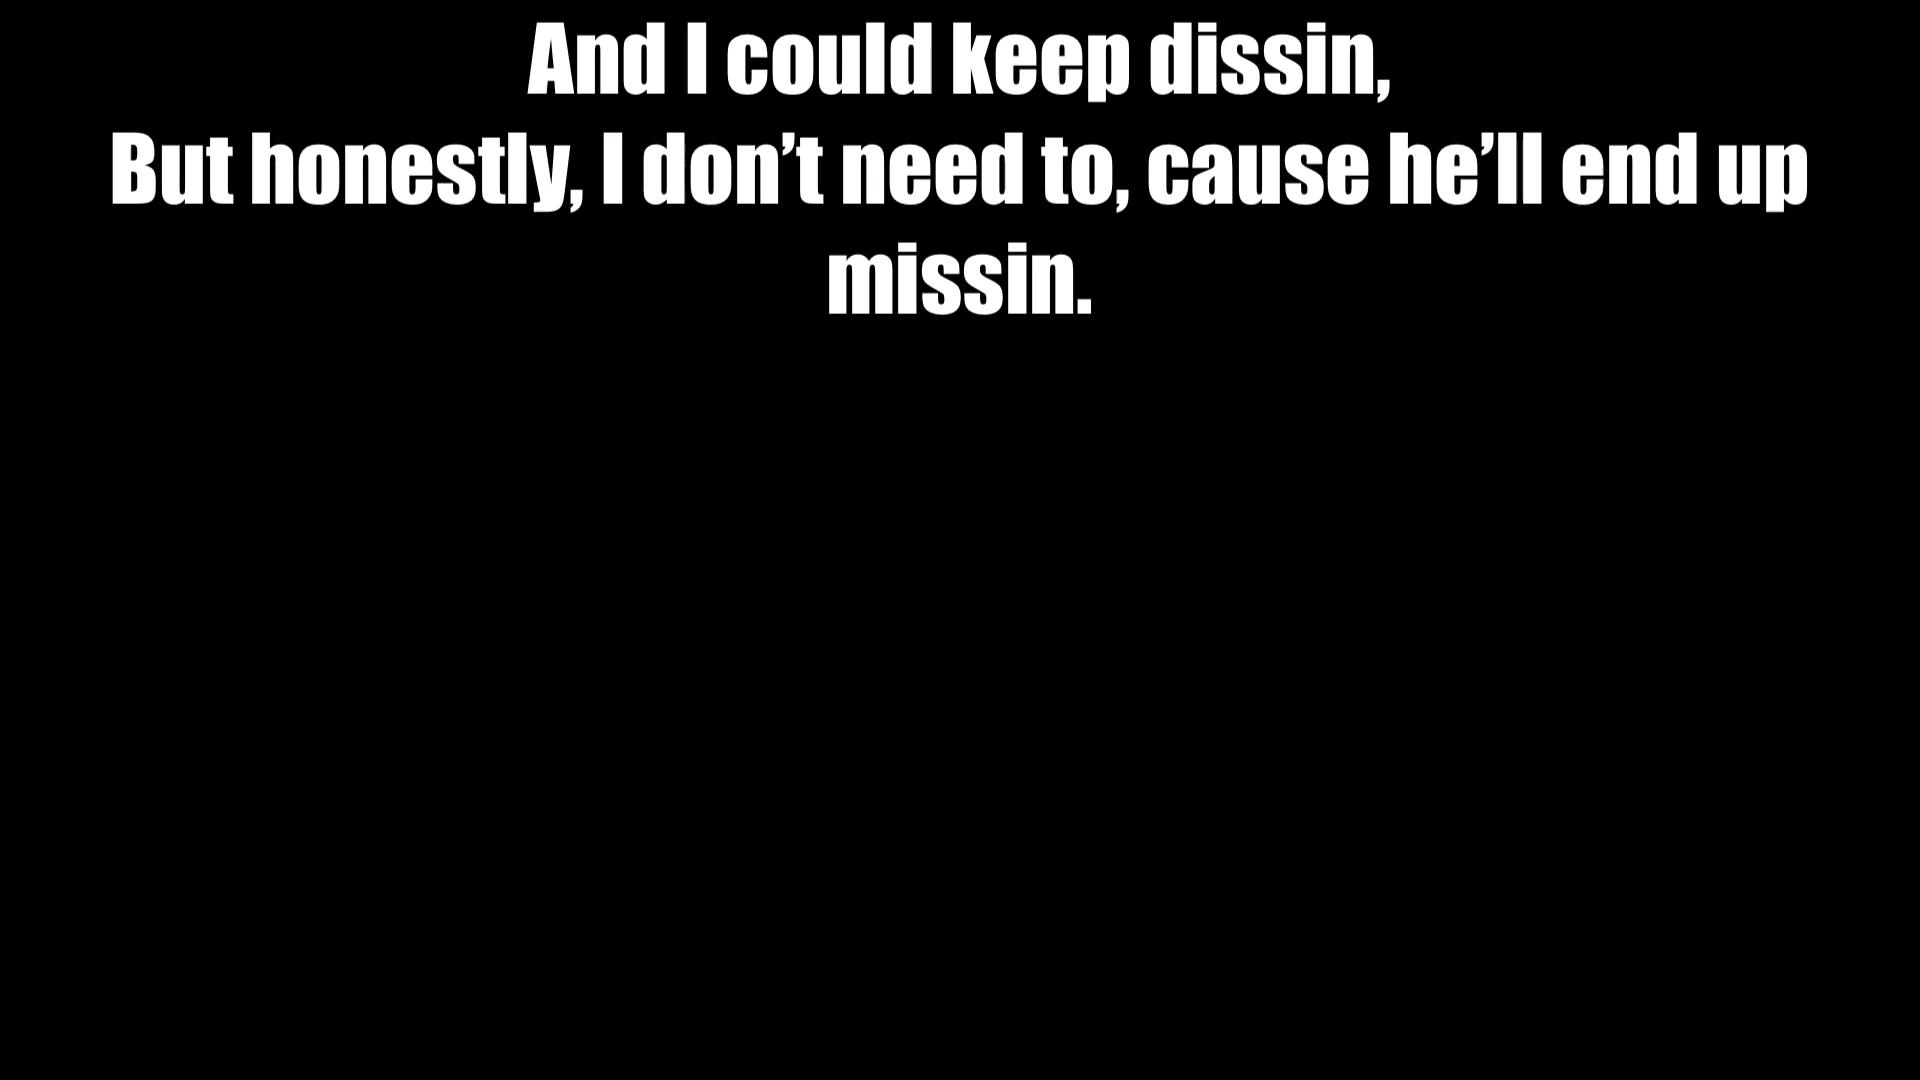 And I could keep dissin,
But honestly, I don’t need to, cause he’ll end up
missin.